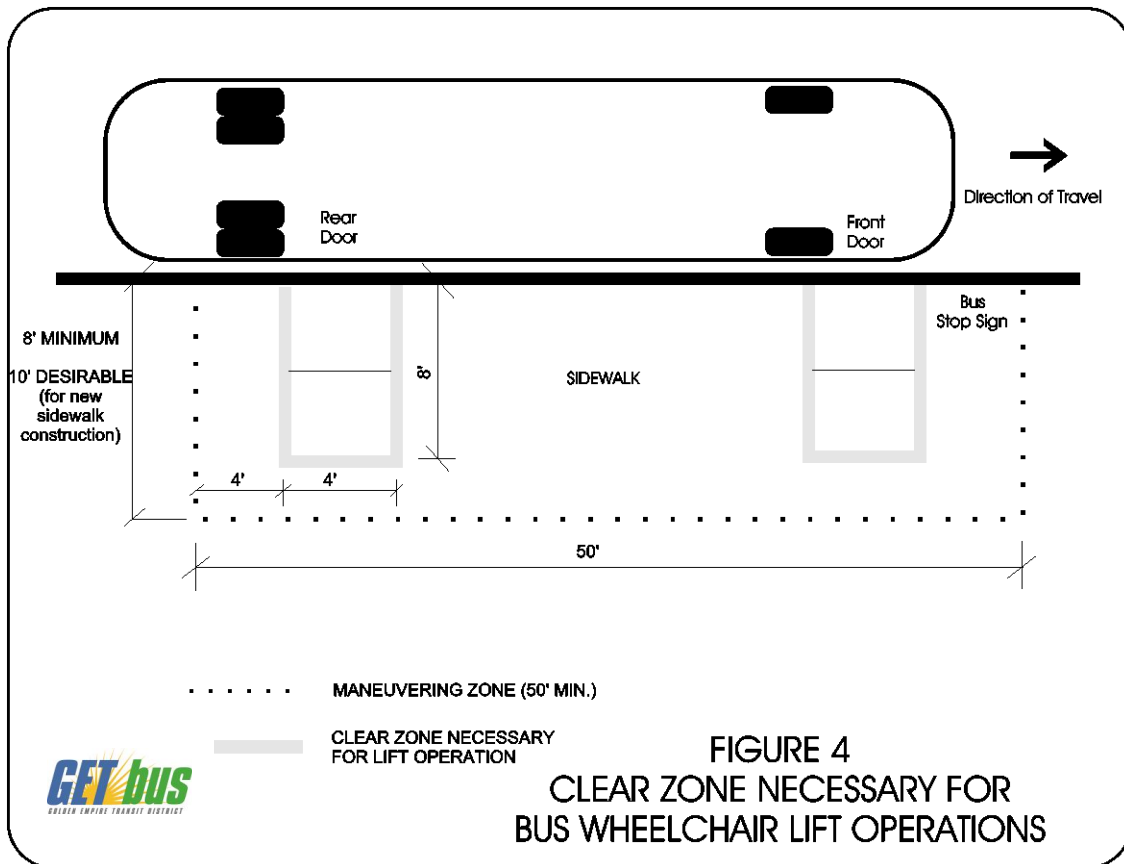 Rear
Door
Front
Door
Direction of Travel
8' MINIMUM
10' DESIRABLE
(for new
sidewalk
construction)
8'
SIDEWALK
Bus
Stop Sign
4'
4'
50'
MANEUVERING ZONE (50' MIN.)
CLEAR ZONE NECESSARY
FOR LIFT OPERATION
GET bus
GOLDEN EMPIRE TRANSIT DISTRICT
FIGURE 4
CLEAR ZONE NECESSARY FOR
BUS WHEELCHAIR LIFT OPERATIONS